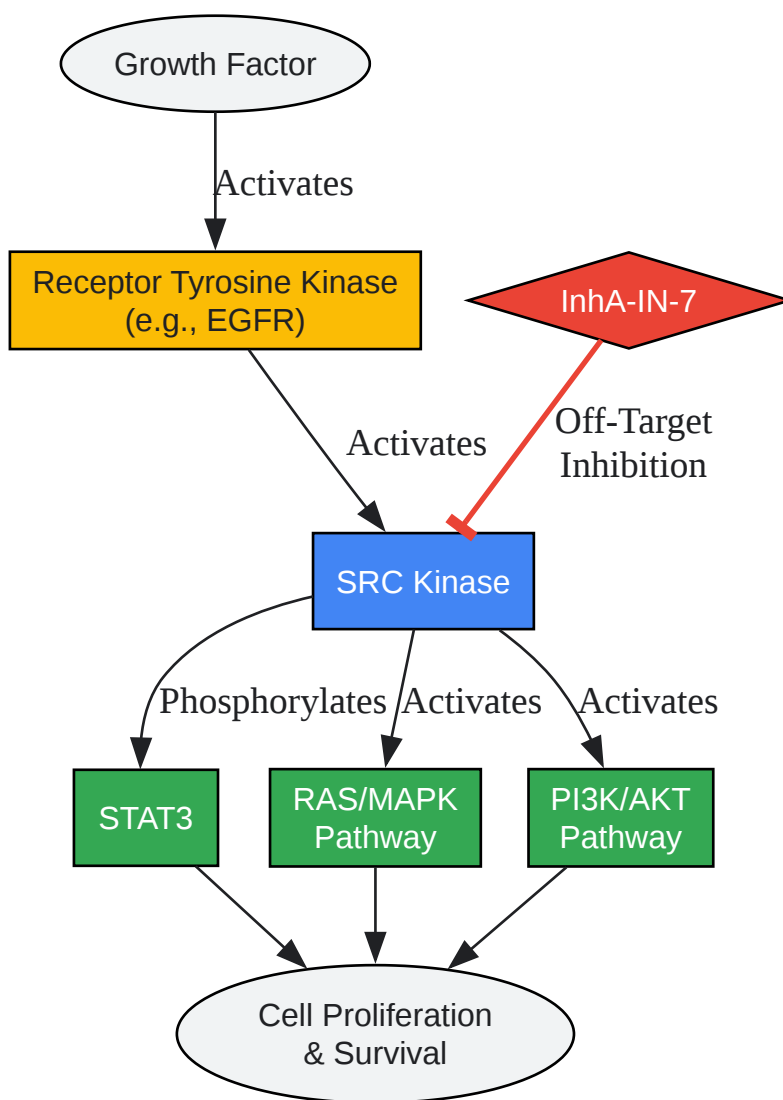 Growth Factor
Activates
Receptor Tyrosine Kinase
(e.g., EGFR)
InhA-IN-7
Activates
Off-Target
Inhibition
SRC Kinase
Phosphorylates
Activates
Activates
STAT3
RAS/MAPK
Pathway
PI3K/AKT
Pathway
Cell Proliferation
& Survival